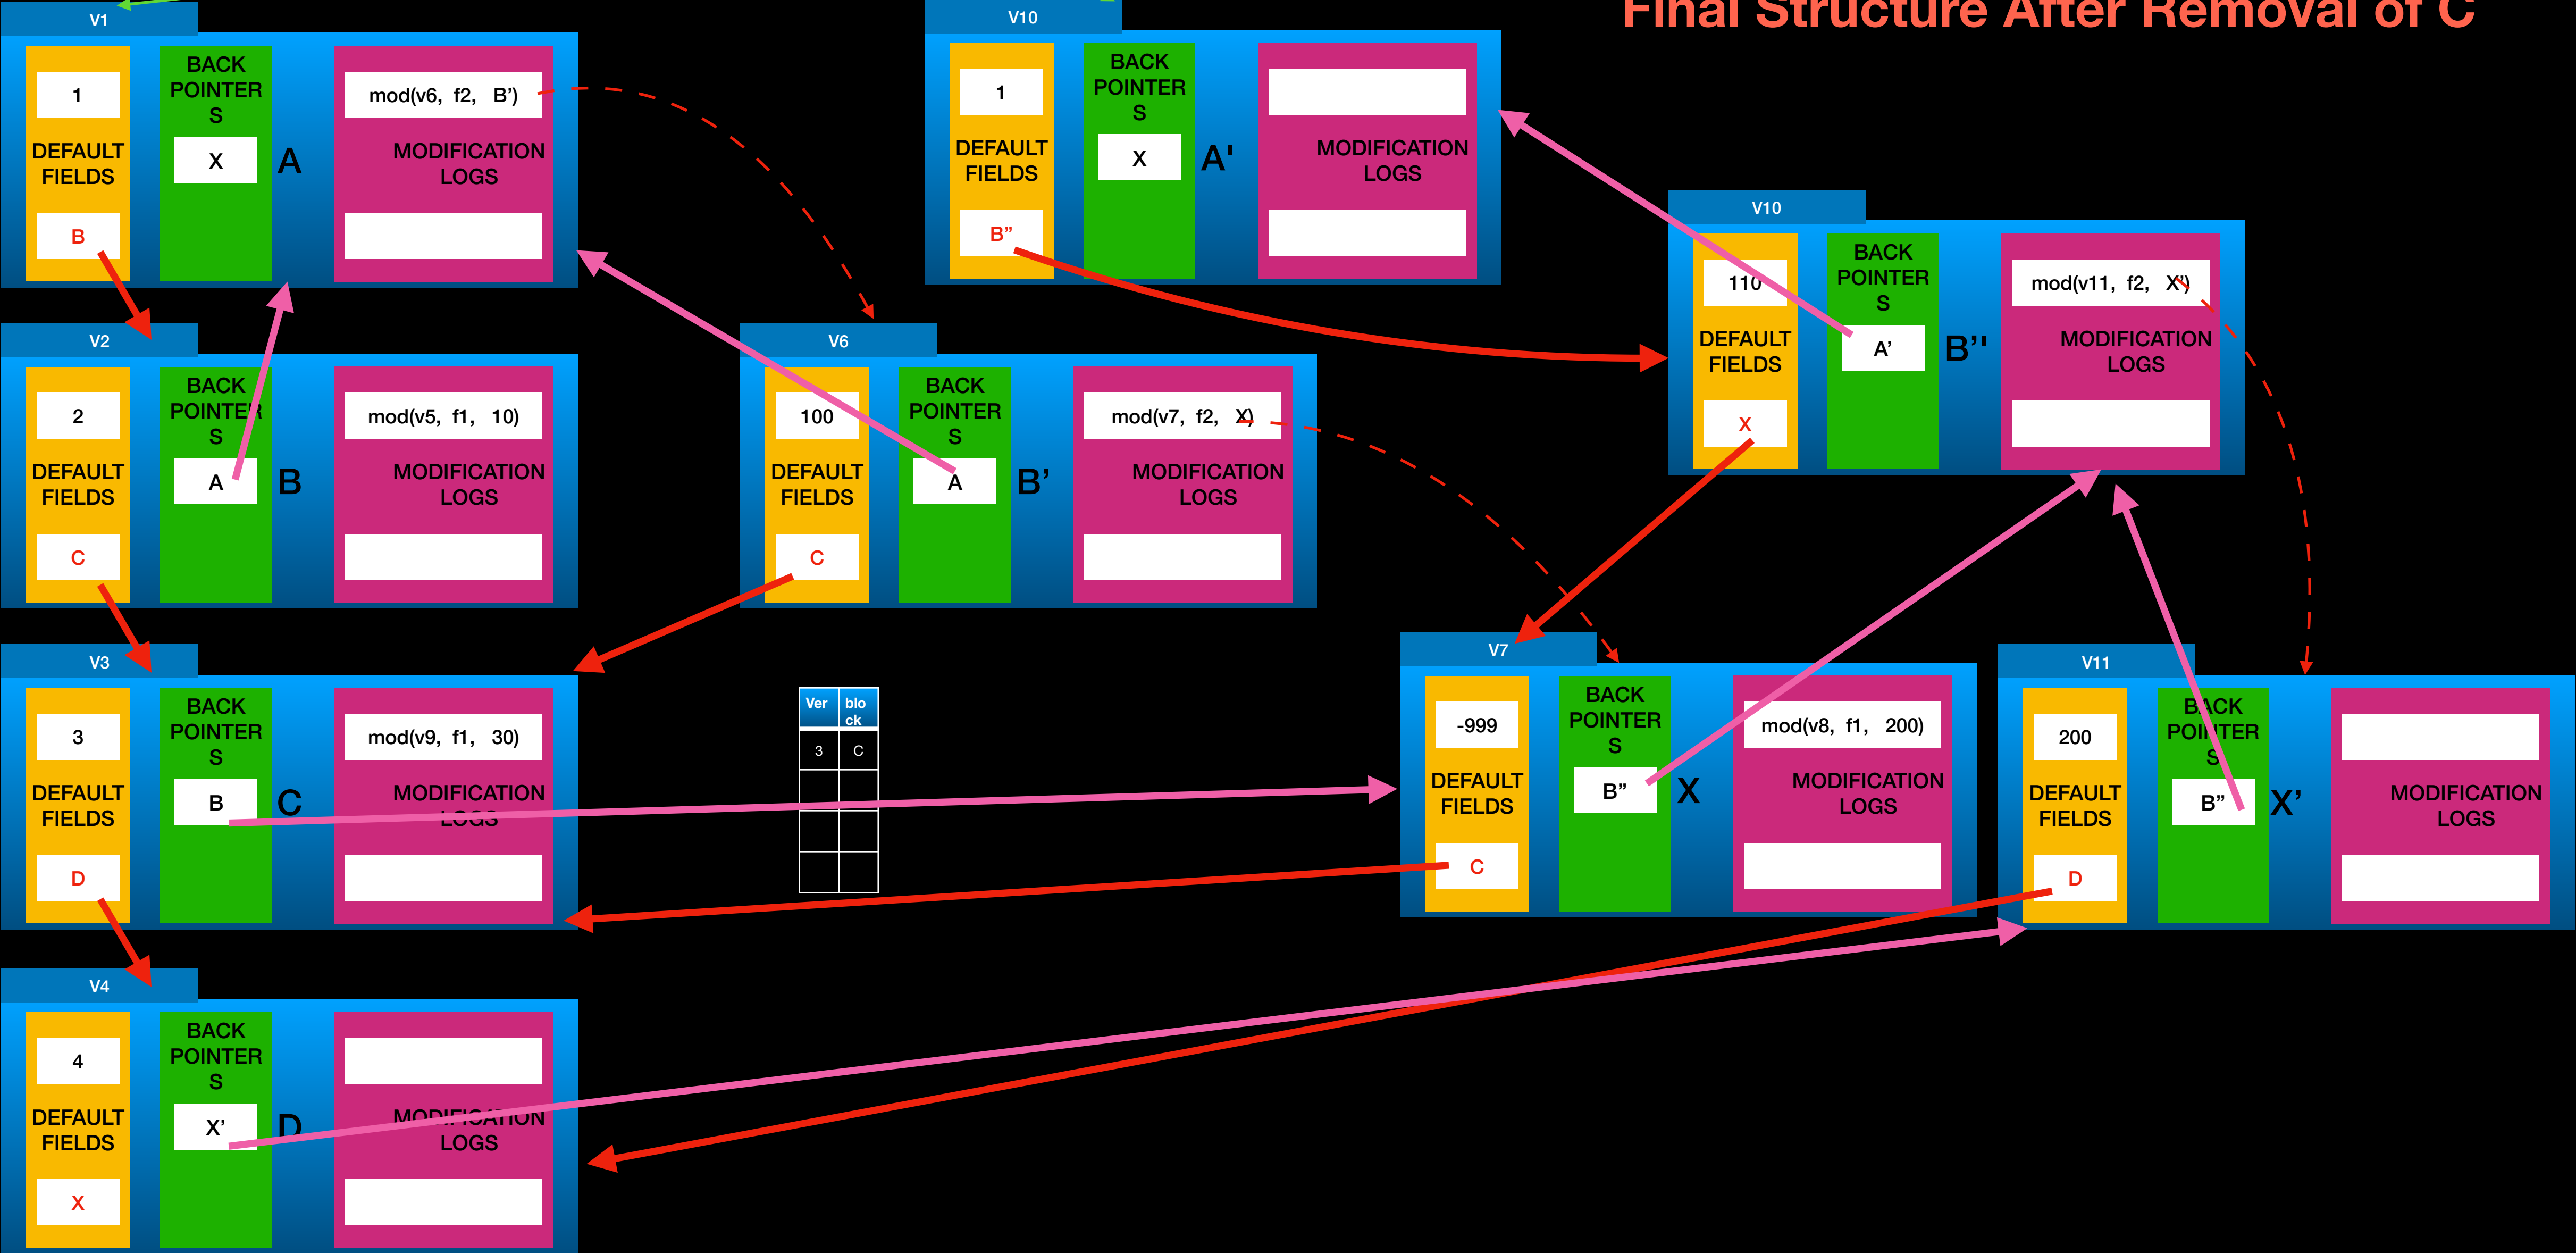 Final Structure After Removal of C
V1
1
DEFAULT
FIELDS
B
BACK
POINTER
S
X
A
mod(v6, f2, B’)
MODIFICATION
LOGS
V10
1
DEFAULT
FIELDS
B”
BACK
POINTER
S
X
A'
MODIFICATION
LOGS
V10
110
DEFAULT
FIELDS
X
BACK
POINTER
S
A’
B''
mod(v11, f2, X’)
MODIFICATION
LOGS
V2
2
DEFAULT
FIELDS
C
BACK
POINTER
S
A
B
mod(v5, f1, 10)
MODIFICATION
LOGS
V6
100
DEFAULT
FIELDS
C
BACK
POINTER
S
A
B’
mod(v7, f2, X)
MODIFICATION
LOGS
V3
3
DEFAULT
FIELDS
D
BACK
POINTER
S
B
C
mod(v9, f1, 30)
MODIFICATION
LOGS
Ver
blo
ck
3
C
V7
-999
DEFAULT
FIELDS
C
BACK
POINTER
S
B”
X
mod(v8, f1, 200)
MODIFICATION
LOGS
V11
200
DEFAULT
FIELDS
D
BACK
POINTER
S
B”
X’
MODIFICATION
LOGS
V4
4
DEFAULT
FIELDS
X
BACK
POINTER
S
X’
D
MODIFICATION
LOGS